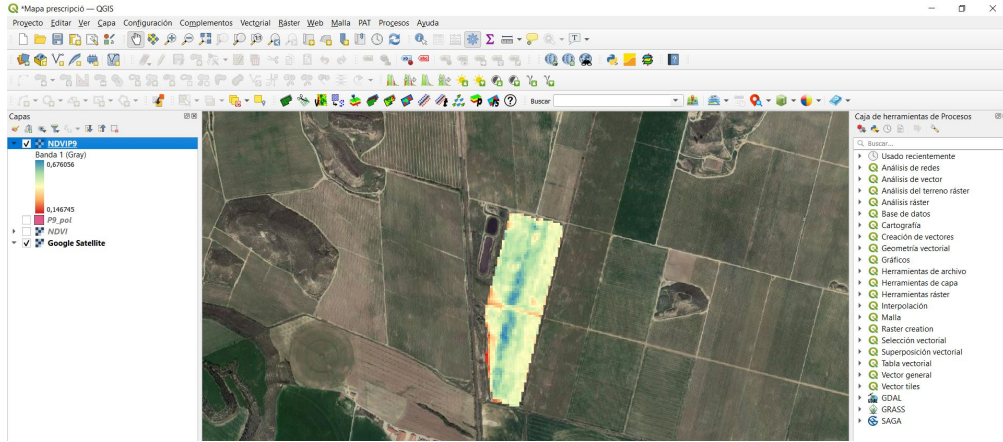 *Mapa prescripció — QGIS
Proyecto Editar Ver Capa Configuración Complementos Vectorial Ráster Web Malla PAT Procesos Ayuda
Buscar
Capas
NDVIP9
Banda 1 (Gray)
0,676056
0,146745
P9_pol
NDVI
Google Satellite
Caja de herramientas de Procesos
Buscar...
Usado recientemente
Análisis de redes
Análisis de vector
Análisis del terreno ráster
Análisis ráster
Base de datos
Cartografía
Creación de vectores
Geometría vectorial
Gráficos
Herramientas de archivo
Herramientas de capa
Herramientas ráster
Interpolación
Malla
Raster creation
Selección vectorial
Superposición vectorial
Tabla vectorial
Vector general
Vector tiles
GDAL
GRASS
SAGA